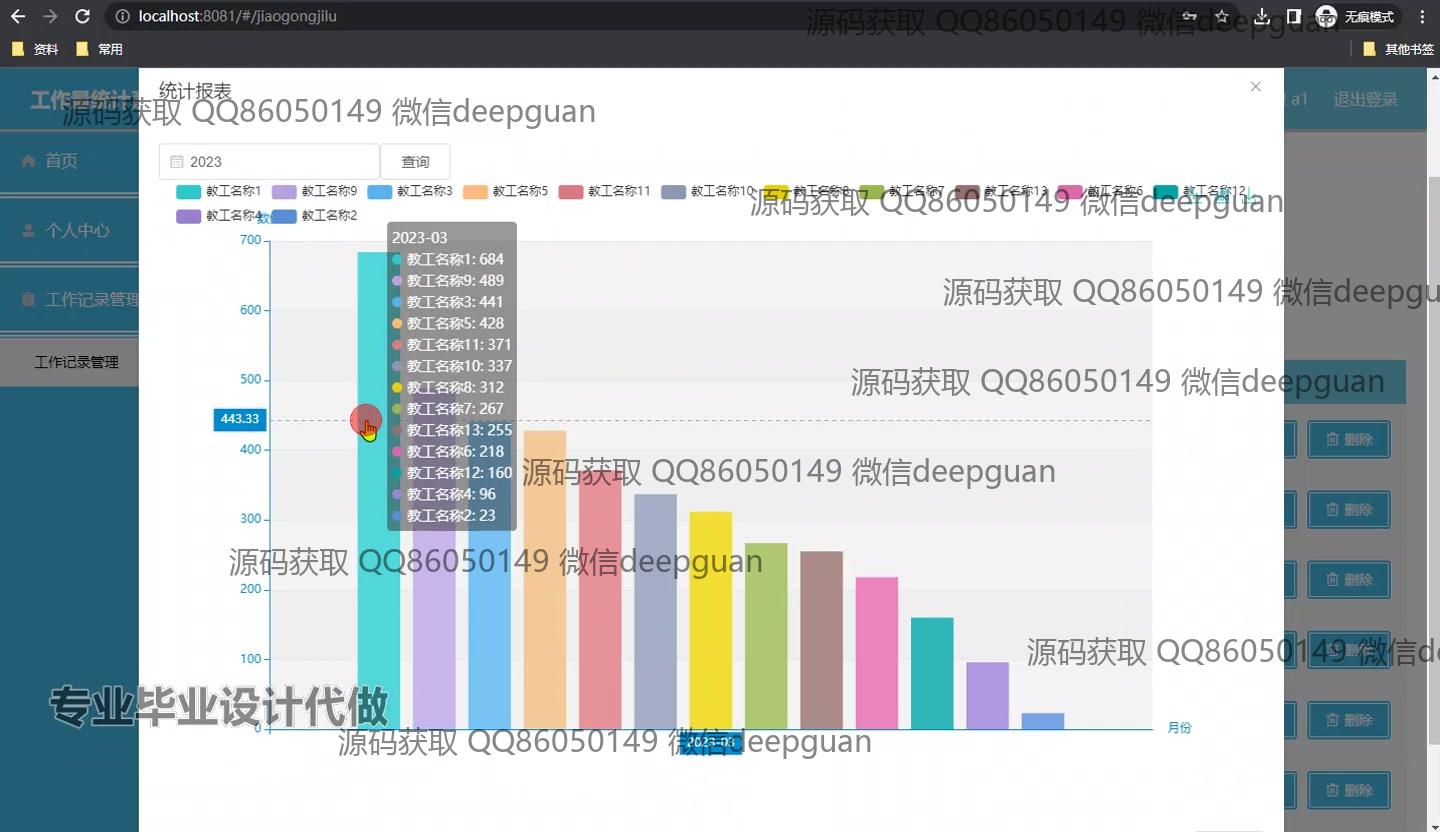 localhost:8081/#/jiaogongjilu
无痕模式
资料 常用 其他书签
源码获取 QQ86050149 微信deepguan
统计报表
工作量统计
a1 退出登录
源码获取 QQ86050149 微信deepguan
首页
2023 查询
教工名称1 教工名称9 教工名称3 教工名称5 教工名称11 教工名称10 教工名称8 教工名称7 教工名称13 教工名称6 教工名称12
源码获取 QQ86050149 微信deepguan
教工名称4 教工名称2
个人中心
700
2023-03
教工名称1: 684
教工名称9: 489
教工名称3: 441
教工名称5: 428
教工名称11: 371
教工名称10: 337
教工名称8: 312
教工名称7: 267
教工名称13: 255
教工名称6: 218
教工名称12: 160
教工名称4: 96
教工名称2: 23
工作记录管理
源码获取 QQ86050149 微信deepgu
600
工作记录管理
500
源码获取 QQ86050149 微信deepguan
443.33
删除
400
源码获取 QQ86050149 微信deepguan
300
删除
源码获取 QQ86050149 微信deepguan
200
删除
100
源码获取 QQ86050149 微信de
删除
专业毕业设计代做
0
月份
删除
源码获取 QQ86050149 微信deepguan
2023-03
删除